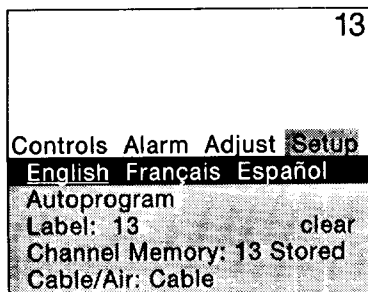 13
Controls Alarm Adjust Setup
English Français Español
Autoprogram
Label: 13 clear
Channel Memory: 13 Stored
Cable/Air: Cable